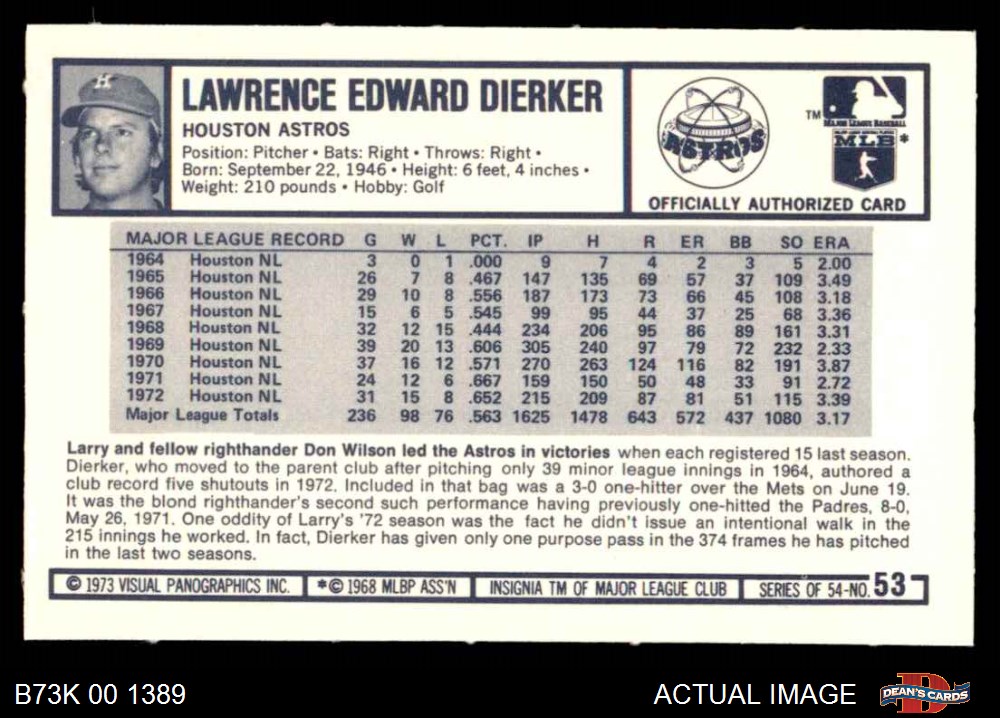 LAWRENCE EDWARD DIERKER
HOUSTON ASTROS
Position: Pitcher • Bats: Right • Throws: Right •
Born: September 22, 1946 • Height: 6 feet, 4 inches •
Weight: 210 pounds • Hobby: Golf
H
ASTROS
TM
MAJOR LEAGUE BASEBALL
MLB *
OFFICIALLY AUTHORIZED CARD
MAJOR LEAGUE RECORD G W L PCT. IP H R ER BB SO ERA
1964 Houston NL 3 0 1 .000 9 7 4 2 3 5 2.00
1965 Houston NL 26 7 8 .467 147 135 69 57 37 109 3.49
1966 Houston NL 29 10 8 .556 187 173 73 66 45 108 3.18
1967 Houston NL 15 6 5 .545 99 95 44 37 25 68 3.36
1968 Houston NL 32 12 15 .444 234 206 95 86 89 161 3.31
1969 Houston NL 39 20 13 .606 305 240 97 79 72 232 2.33
1970 Houston NL 37 16 12 .571 270 263 124 116 82 191 3.87
1971 Houston NL 24 12 6 .667 159 150 50 48 33 91 2.72
1972 Houston NL 31 15 8 .652 215 209 87 81 51 115 3.39
Major League Totals 236 98 76 .563 1625 1478 643 572 437 1080 3.17
Larry and fellow righthander Don Wilson led the Astros in victories when each registered 15 last season.
Dierker, who moved to the parent club after pitching only 39 minor league innings in 1964, authored a
club record five shutouts in 1972. Included in that bag was a 3-0 one-hitter over the Mets on June 19.
It was the blond righthander's second such performance having previously one-hitted the Padres, 8-0,
May 26, 1971. One oddity of Larry's '72 season was the fact he didn't issue an intentional walk in the
215 innings he worked. In fact, Dierker has given only one purpose pass in the 374 frames he has pitched
in the last two seasons.
© 1973 VISUAL PANOGRAPHICS INC. *© 1968 MLBP ASS'N INSIGNIA TM OF MAJOR LEAGUE CLUB SERIES OF 54-NO. 53
B73K 00 1389 ACTUAL IMAGE DEAN'S CARDS